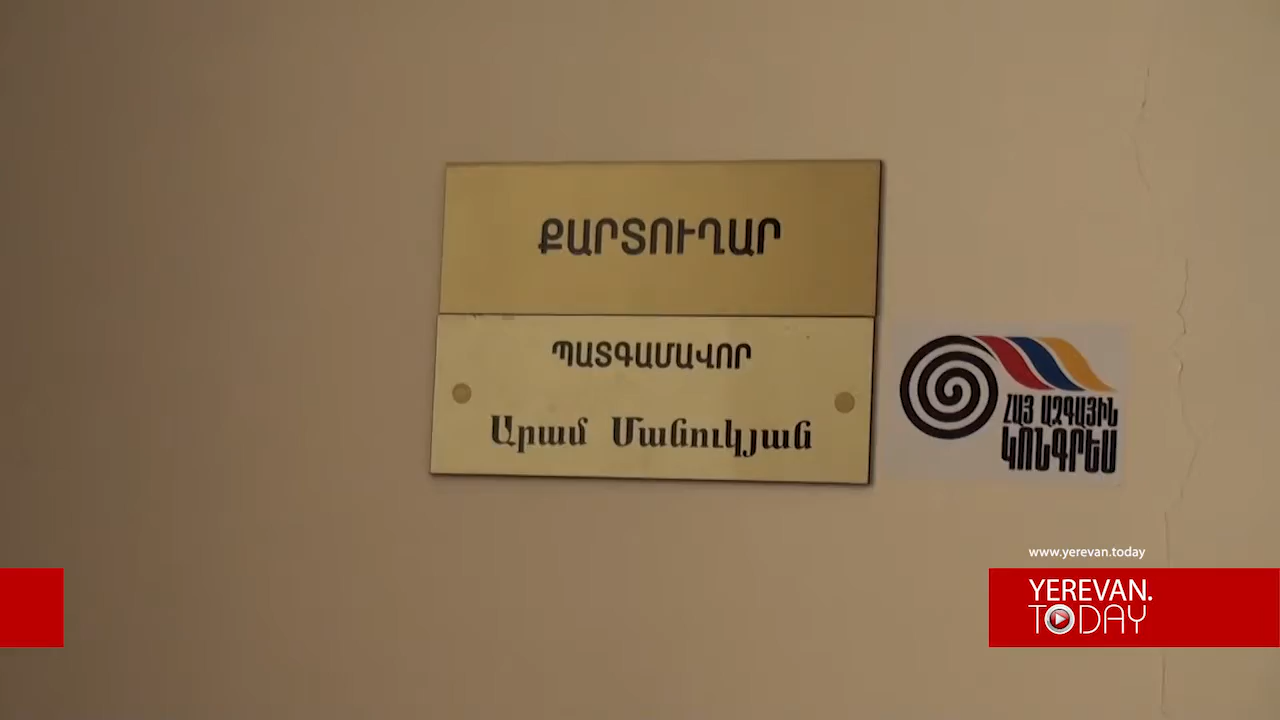 ՔԱՐՏՈՒՂԱՐ
ՊԱՏԳԱՄԱՎՈՐ
Արամ Մանուկյան
ՀԱՅ ԱԶԳԱՅԻՆ
ԿՈՆԳՐԵՍ
www.yerevan.today
YEREVAN.
TODAY